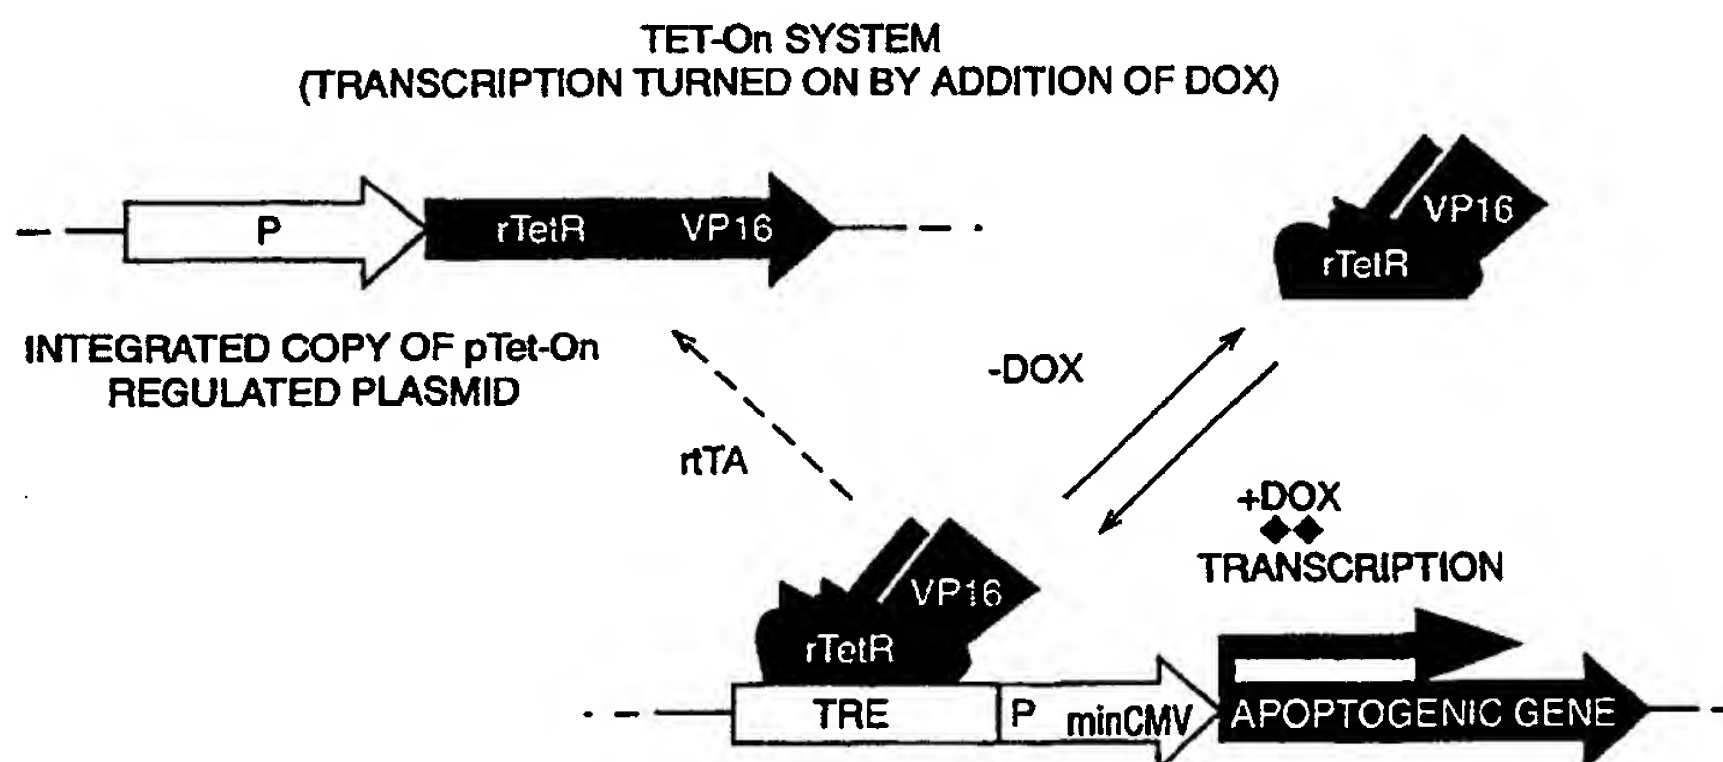 TET-On SYSTEM
(TRANSCRIPTION TURNED ON BY ADDITION OF DOX)
P
rTetR
VP16
VP16
rTetR
INTEGRATED COPY OF pTet-On
REGULATED PLASMID
-DOX
rtTA
+DOX
TRANSCRIPTION
VP16
rTetR
TRE
P minCMV
APOPTOGENIC GENE